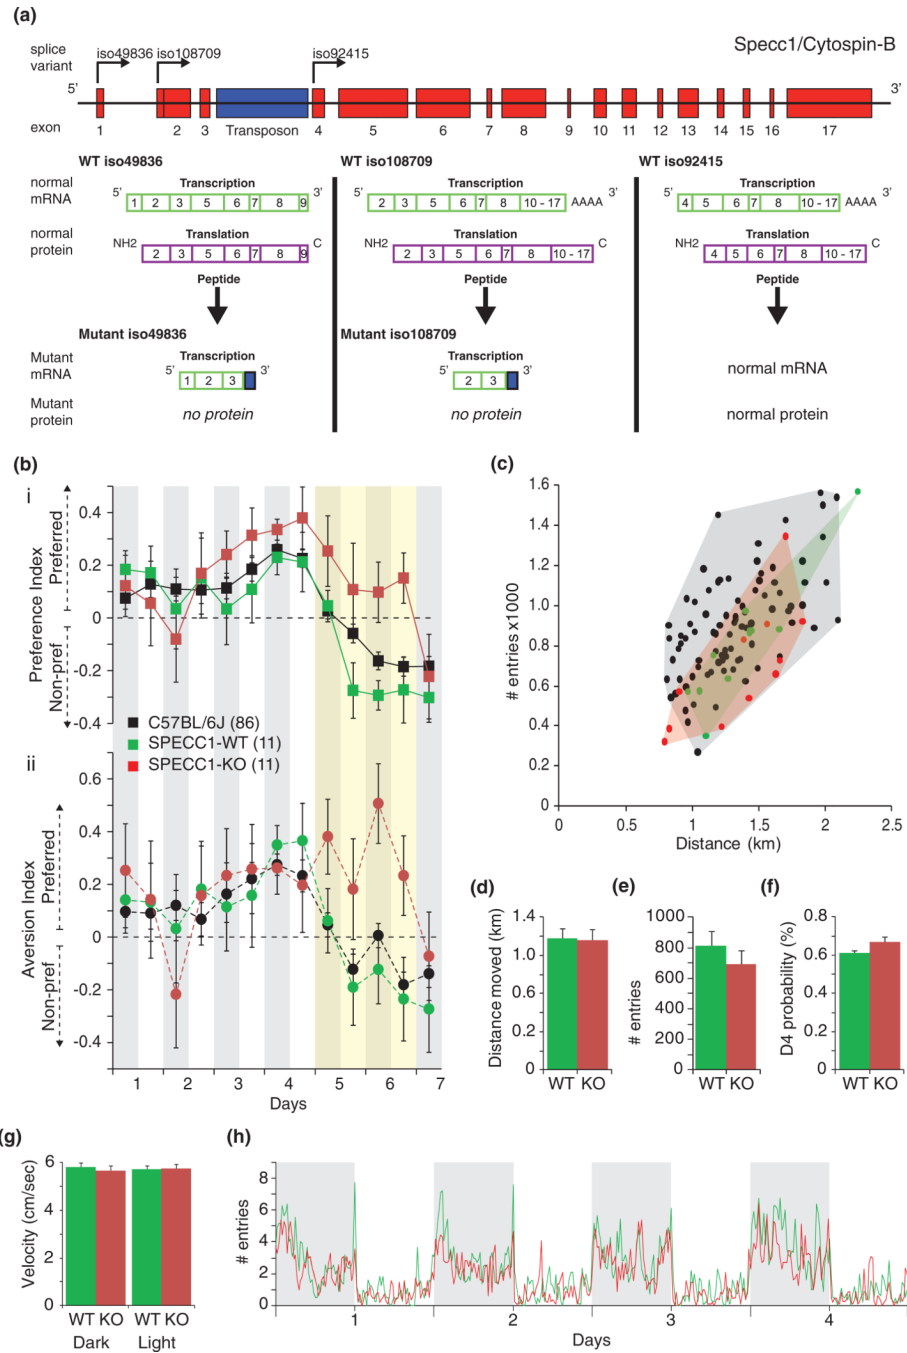 (a)
splice variant
iso49836 iso108709 iso92415
Specc1/Cytospin-B
5' 3'
exon 1 2 3 Transposon 4 5 6 7 8 9 10 11 12 13 14 15 16 17
WT iso49836
normal mRNA
Transcription
5' 3'
1 2 3 5 6 7 8 9
normal protein
Translation
NH2 C
2 3 5 6 7 8 9
Peptide
Mutant iso49836
Mutant mRNA
Transcription
5' 3'
1 2 3
Mutant protein
no protein
WT iso108709
Transcription
5' 3'
2 3 5 6 7 8 10 - 17 AAAA
Translation
NH2 C
2 3 5 6 7 8 10 - 17
Peptide
Mutant iso108709
Transcription
5' 3'
2 3
no protein
WT iso92415
Transcription
5' 3'
4 5 6 7 8 10 - 17 AAAA
Translation
NH2 C
4 5 6 7 8 10 - 17
Peptide
normal mRNA
normal protein
(b)
i
Preference Index
Non-pref Preferred
0.4
0.2
0
-0.2
-0.4
C57BL/6J (86)
SPECC1-WT (11)
SPECC1-KO (11)
ii
Aversion Index
Non-pref Preferred
0.6
0.4
0.2
0
-0.2
-0.4
1 2 3 4 5 6 7
Days
(c)
# entries x1000
1.6
1.4
1.2
1.0
0.8
0.6
0.4
0.2
0
0 0.5 1 1.5 2 2.5
Distance (km)
(d)
Distance moved (km)
1.4
1.2
0.8
0.4
0
WT KO
(e)
# entries
1000
800
600
400
200
0
WT KO
(f)
D4 probability (%)
0.8
0.6
0.4
0.2
0
WT KO
(g)
Velocity (cm/sec)
6
4
2
0
WT KO WT KO
Dark Light
(h)
# entries
8
6
4
2
0
1 2 3 4
Days